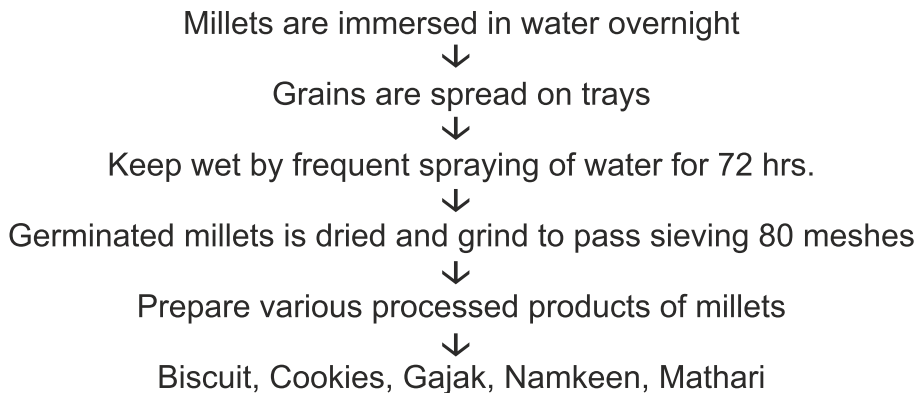 Millets are immersed in water overnight
Grains are spread on trays
Keep wet by frequent spraying of water for 72 hrs.
Germinated millets is dried and grind to pass sieving 80 meshes
Prepare various processed products of millets
Biscuit, Cookies, Gajak, Namkeen, Mathari